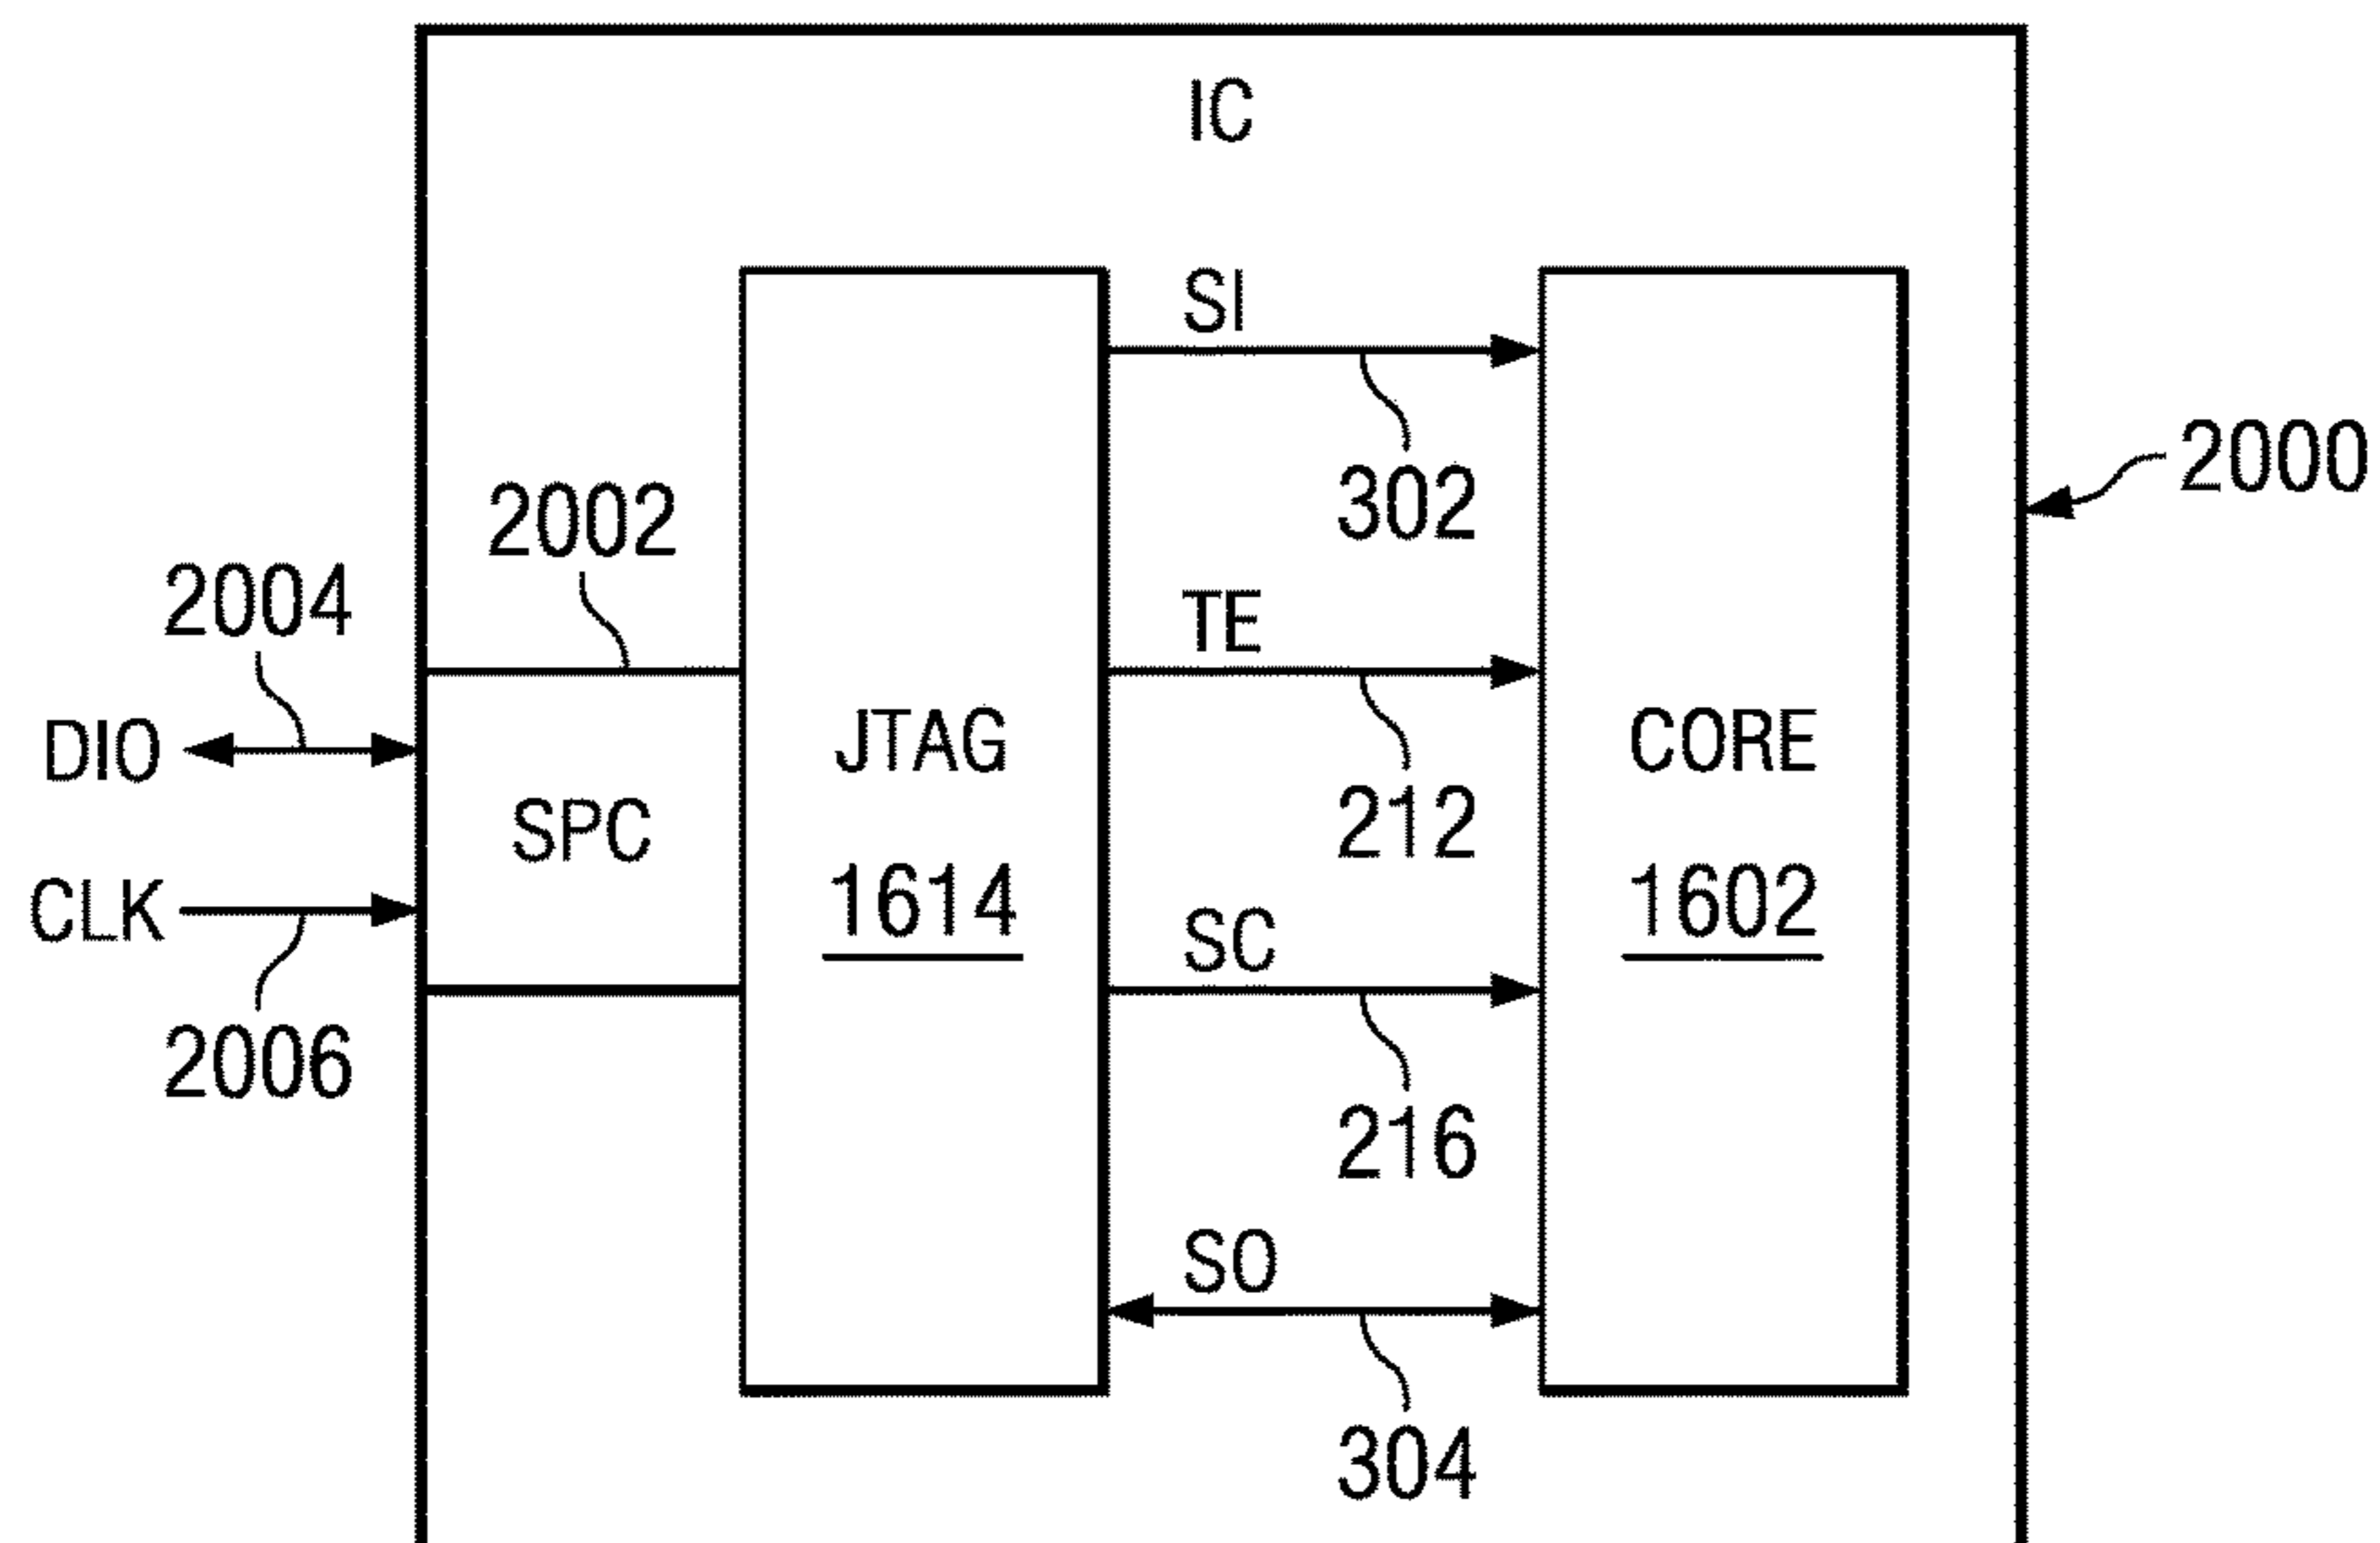 IC
SI
302
2000
2002
2004
TE
DIO
JTAG
CORE
212
SPC
CLK
1614
1602
SC
2006
216
SO
304